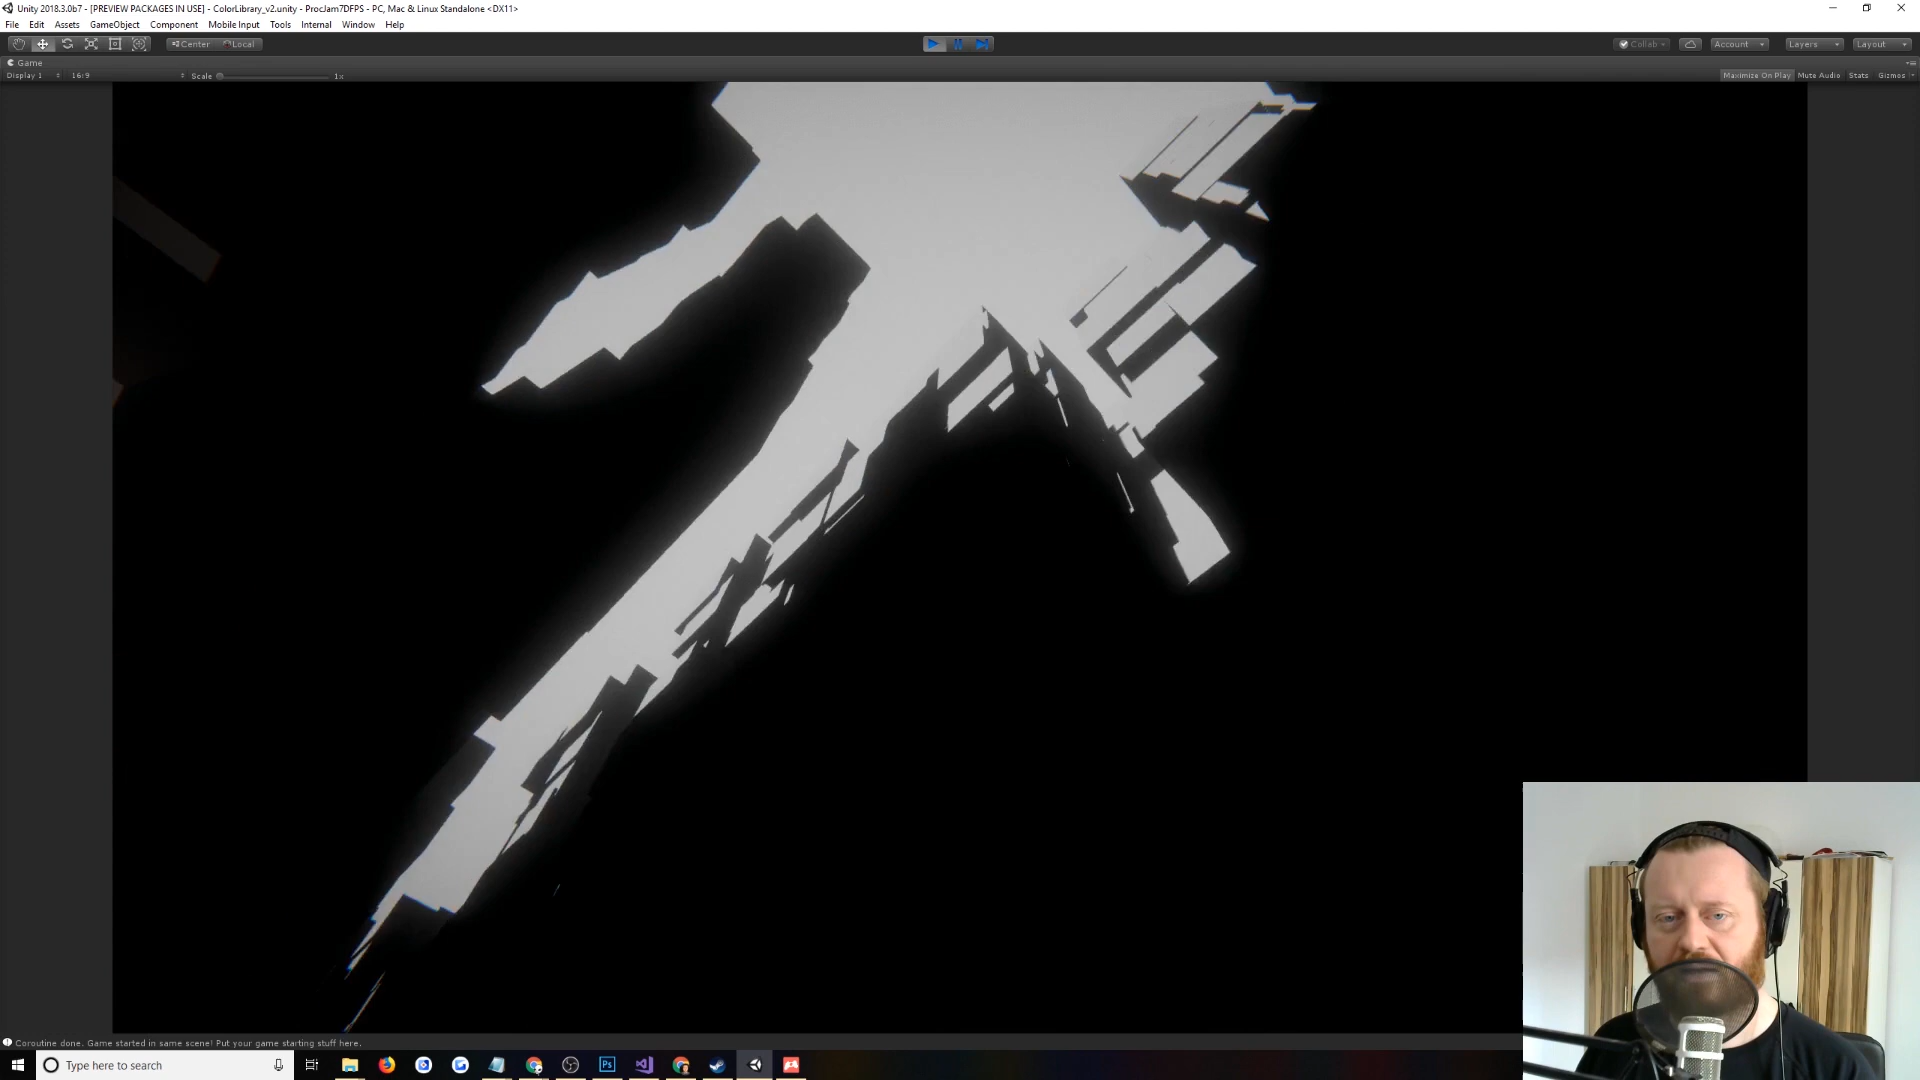 Unity 2018.3.0b7 - [PREVIEW PACKAGES IN USE] - ColorLibrary_v2.unity - ProcJam7DFPS - PC, Mac & Linux Standalone <DX11>
File Edit Assets GameObject Component Mobile Input Tools Internal Window Help
Center Local Collab Account Layers Layout
Game
Display 1 16:9 Scale 1x Maximize On Play Mute Audio Stats Gizmos
Coroutine done. Game started in same scene! Put your game starting stuff here.
Type here to search Ps